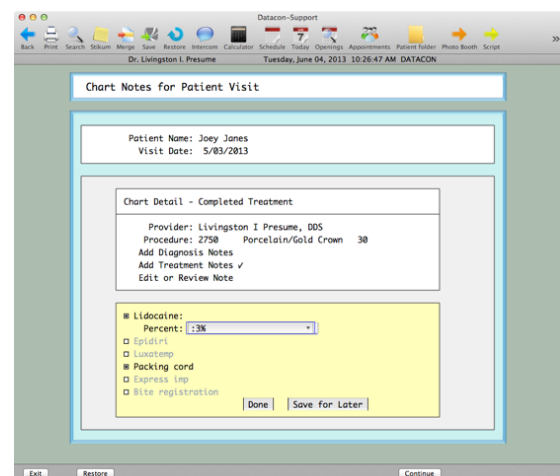 Datacon-Support
Back Print Search Stikum Merge Save Restore Intercom Calculator Schedule Today Openings Appointments Patient folder Photo Booth Script
Dr. Livingston I. Presume Tuesday, June 04, 2013 10:26:47 AM DATACON
Chart Notes for Patient Visit
Patient Name: Joey Janes
Visit Date: 5/03/2013
Chart Detail - Completed Treatment
Provider: Livingston I Presume, DDS
Procedure: 2750 Porcelain/Gold Crown 30
Add Diagnosis Notes
Add Treatment Notes ✓
Edit or Review Note
Lidocaine:
Percent: :3%
Epidiri
Luxatemp
Packing cord
Express imp
Bite registration
Done Save for Later
Exit Restore Continue